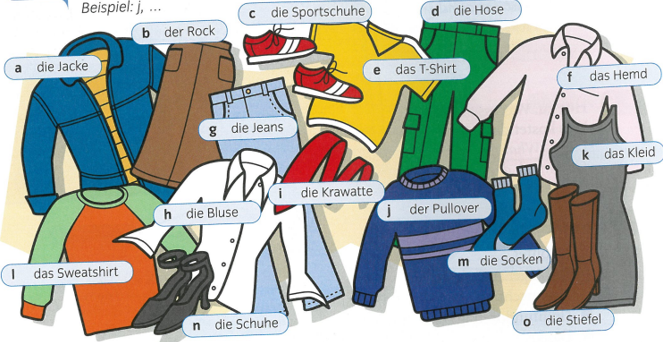 Beispiel: j, ...
a die Jacke
b der Rock
c die Sportschuhe
d die Hose
e das T-Shirt
f das Hemd
g die Jeans
h die Bluse
i die Krawatte
j der Pullover
k das Kleid
l das Sweatshirt
m die Socken
n die Schuhe
o die Stiefel